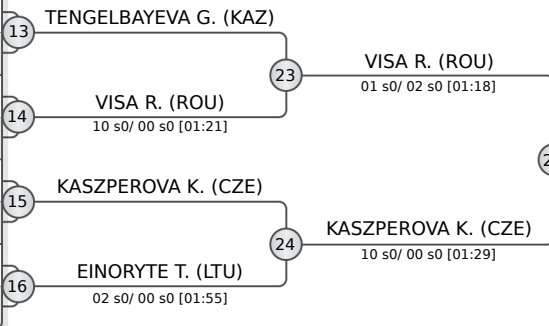 13
TENGELBAYEVA G. (KAZ)
23
VISA R. (ROU)
01 s0/ 02 s0 [01:18]
14
VISA R. (ROU)
10 s0/ 00 s0 [01:21]
15
KASZPEROVA K. (CZE)
24
KASZPEROVA K. (CZE)
10 s0/ 00 s0 [01:29]
16
EINORYTE T. (LTU)
02 s0/ 00 s0 [01:55]